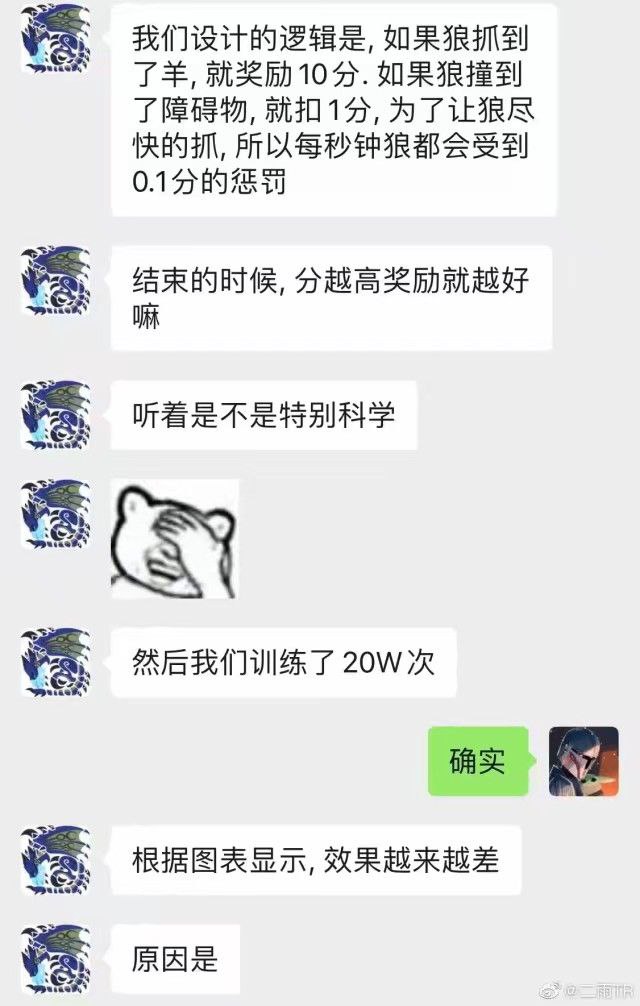 我们设计的逻辑是, 如果狼抓到
了羊, 就奖励10分. 如果狼撞到
了障碍物, 就扣1分, 为了让狼尽
快的抓, 所以每秒钟狼都会受到
0.1分的惩罚
结束的时候, 分越高奖励就越好
嘛
听着是不是特别科学
然后我们训练了20W次
确实
根据图表显示, 效果越来越差
原因是
@二雨TR